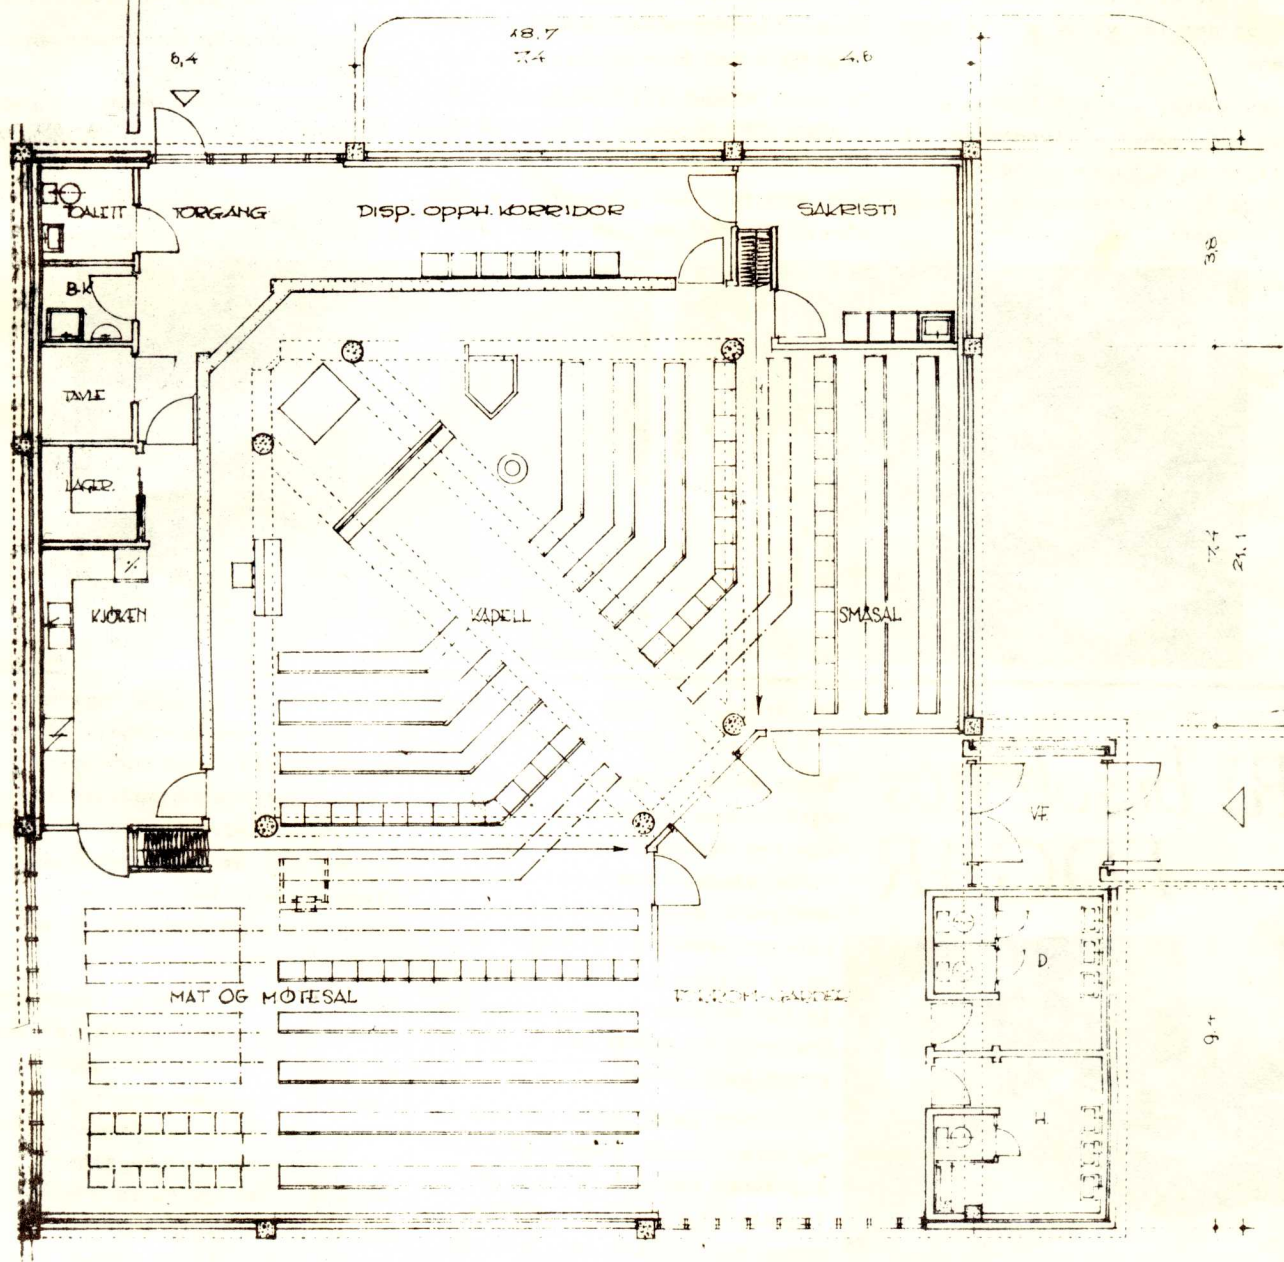 18.7
6,4
7,4
4,6
TOALETT
TORGANG
DISP. OPPH. KORRIDOR
SAKRISTI
3,8
B.K
TAVLE
LAGER.
7,4
21,1
KJØKEN
KAPELL
SMÅSAL
V.F.
D.
MAT OG MØTESAL
9,4
H